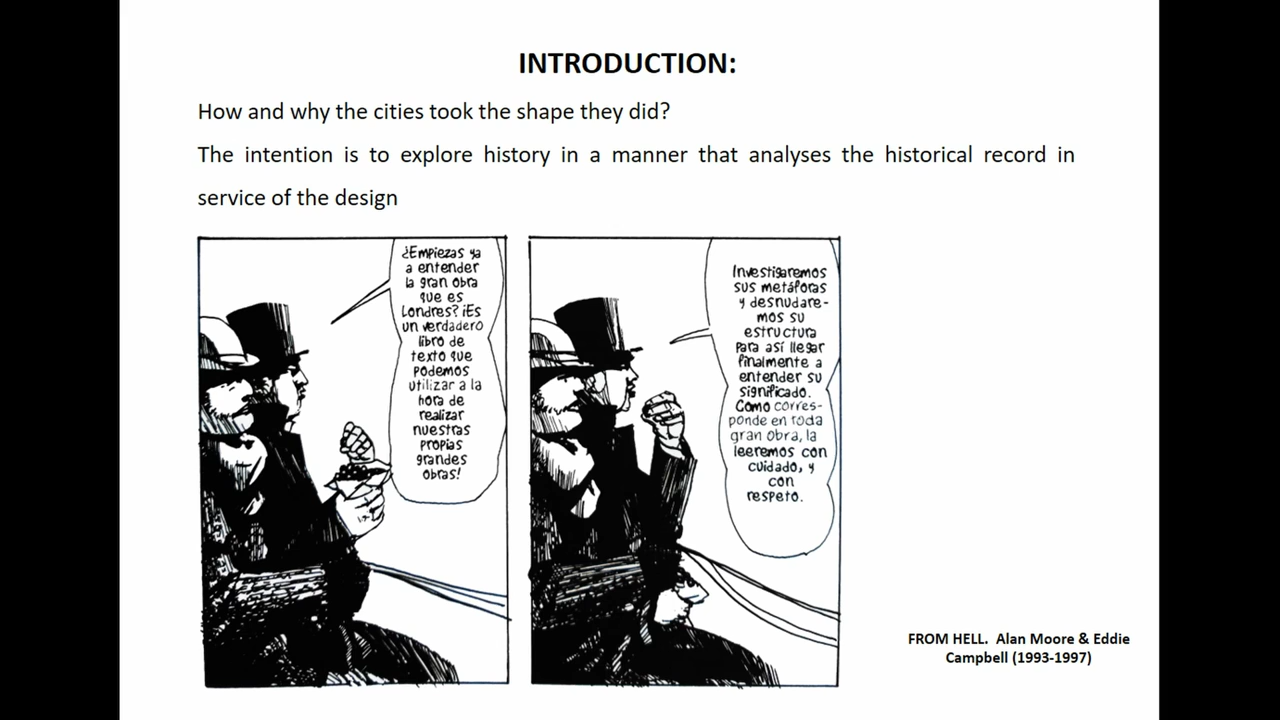 INTRODUCTION:
How and why the cities took the shape they did?
The intention is to explore history in a manner that analyses the historical record in
service of the design
¿Empiezas ya
a entender
la gran obra
que es
Londres? ¡Es
un verdadero
libro de
texto que
podemos
utilizar a la
hora de
realizar
nuestras
propias
grandes
obras!
Investigaremos
sus metáforas
y desnudare-
mos su
estructura
para así llegar
finalmente a
entender su
significado.
Como corres-
ponde en toda
gran obra, la
leeremos con
cuidado, y
con
respeto.
FROM HELL. Alan Moore & Eddie
Campbell (1993-1997)